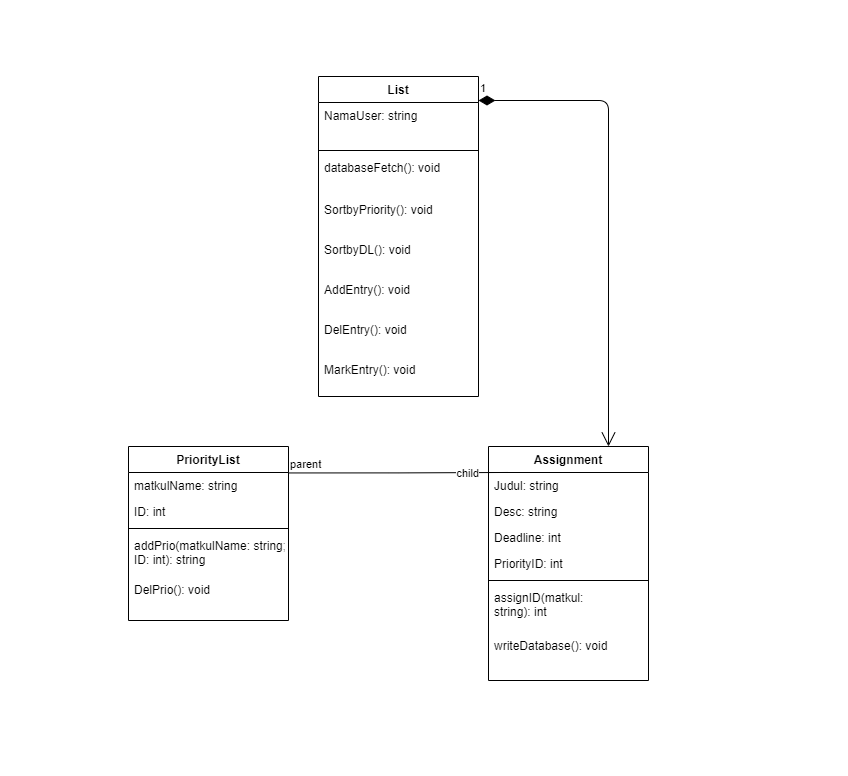 List
1
NamaUser: string
databaseFetch(): void
SortbyPriority(): void
SortbyDL(): void
AddEntry(): void
DelEntry(): void
MarkEntry(): void
PriorityList
parent
matkulName: string
ID: int
addPrio(matkulName: string;
ID: int): string
DelPrio(): void
child
Assignment
Judul: string
Desc: string
Deadline: int
PriorityID: int
assignID(matkul:
string): int
writeDatabase(): void